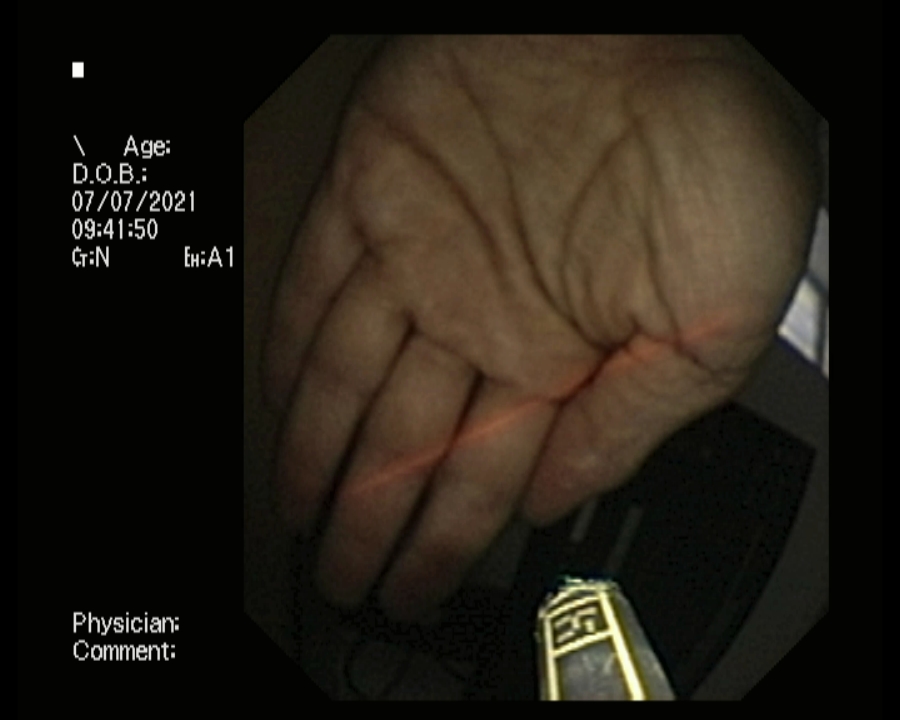 \ Age:
D.O.B.:
07/07/2021
09:41:50
Cr:N EH:A1
Physician:
Comment: